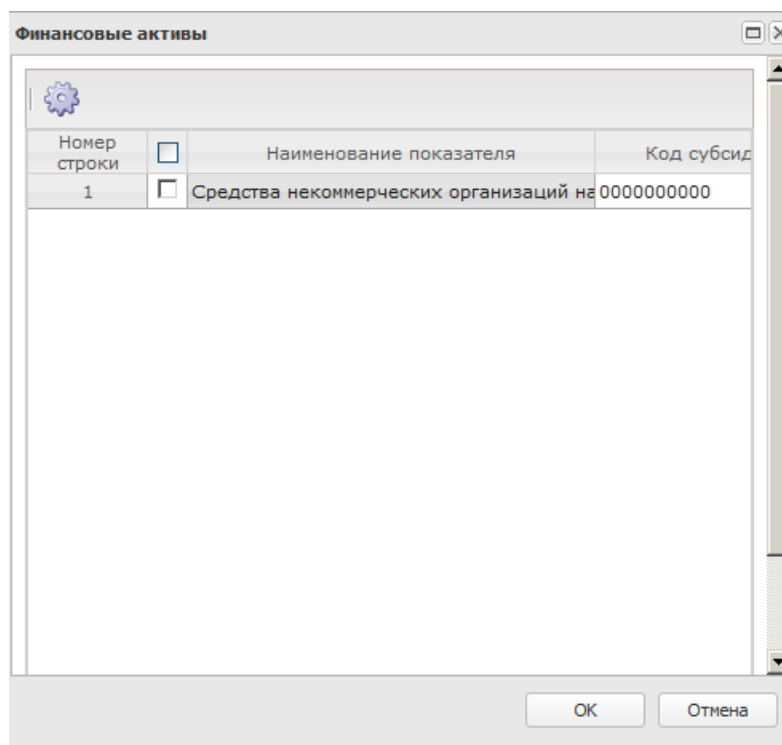 Финансовые активы
Номер строки
Наименование показателя
Код субсид
1
Средства некоммерческих организаций на
0000000000
OK
Отмена